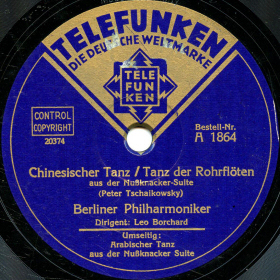 TELEFUNKEN
DIE DEUTSCHE WELTMARKE
TELE
FUN
KEN
CONTROL
COPYRIGHT
20374
Bestell-Nr.
A 1864
Chinesischer Tanz / Tanz der Rohrflöten
aus der Nußknacker-Suite
(Peter Tschaikowsky)
Berliner Philharmoniker
Dirigent: Leo Borchard
Umseitig:
Arabischer Tanz
aus der Nußknacker Suite